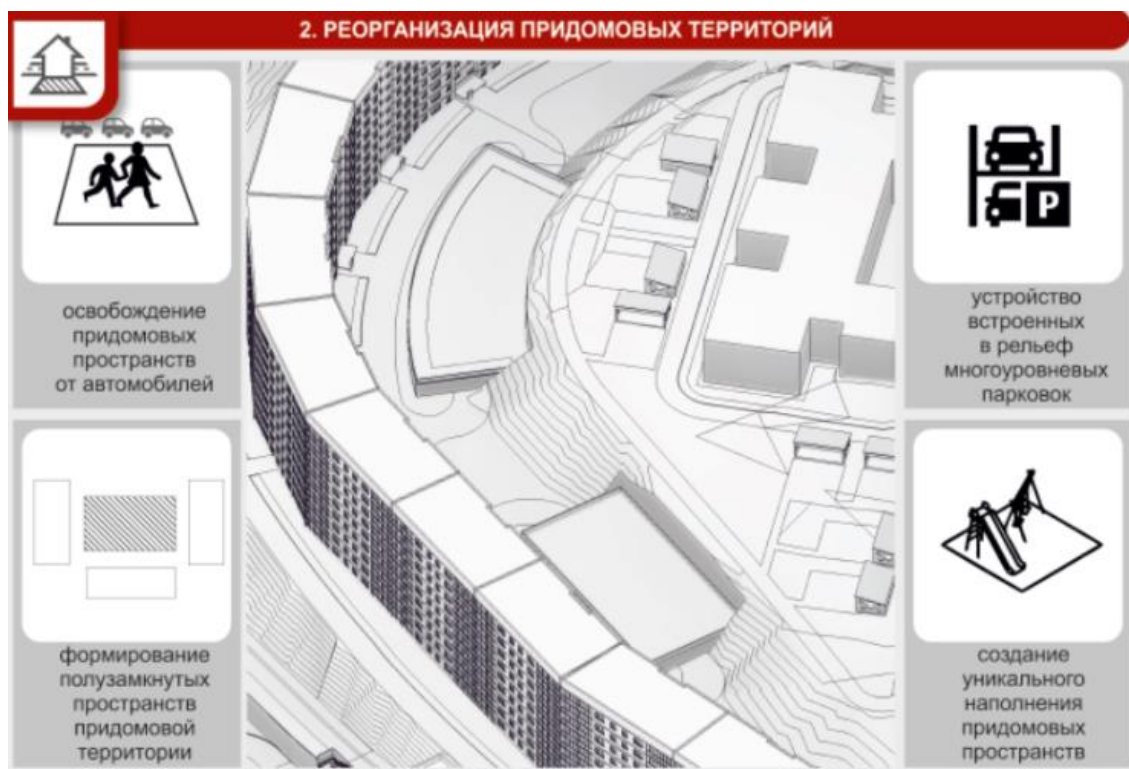 2. РЕОРГАНИЗАЦИЯ ПРИДОМОВЫХ ТЕРРИТОРИЙ
освобождение
придомовых
пространств
от автомобилей
P
устройство
встроенных
в рельеф
многоуровневых
парковок
формирование
полузамкнутых
пространств
придомовой
территории
создание
уникального
наполнения
придомовых
пространств